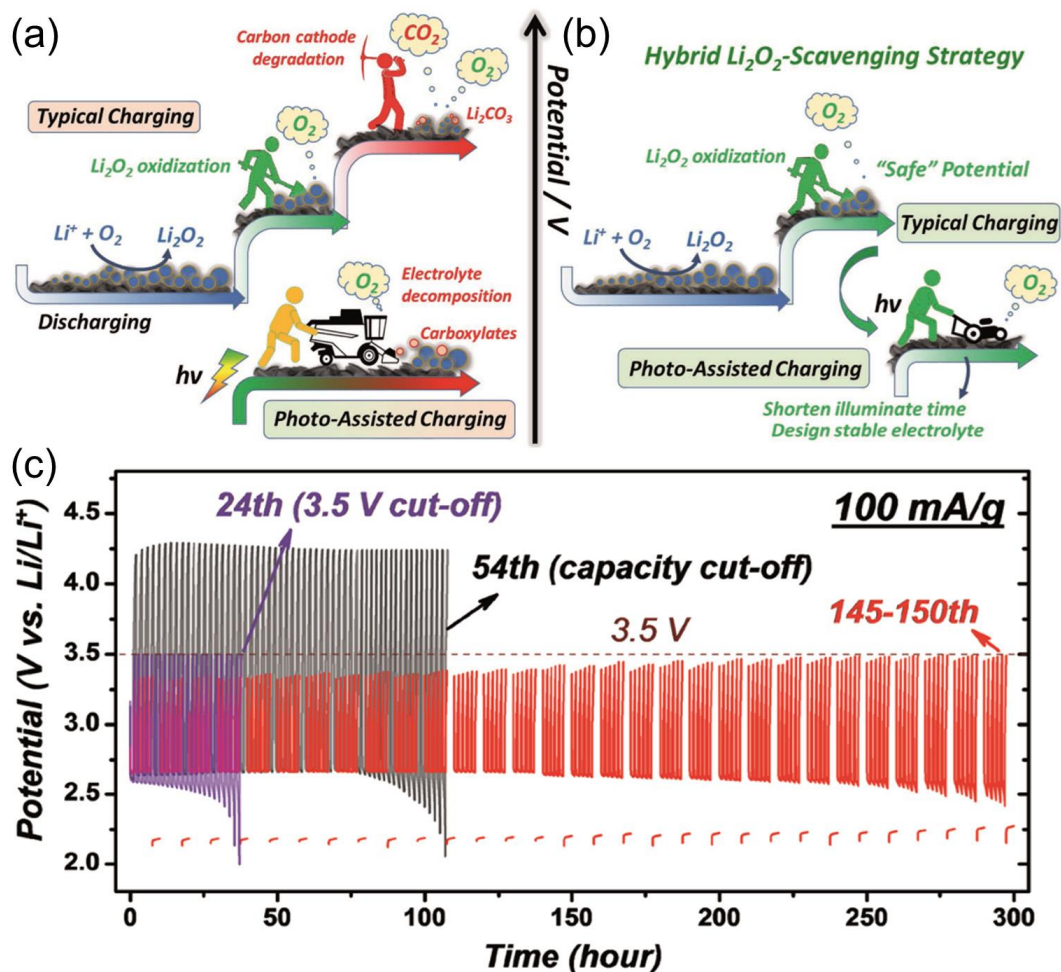 (a)
Carbon cathode
degradation
CO₂
O₂
Li₂CO₃
Typical Charging
Li₂O₂ oxidization
O₂
Li⁺ + O₂
Li₂O₂
Discharging
O₂
Electrolyte
decomposition
Carboxylates
hν
Photo-Assisted Charging
Potential / V
(b)
Hybrid Li₂O₂-Scavenging Strategy
O₂
Li₂O₂ oxidization
“Safe” Potential
Typical Charging
Li⁺ + O₂
Li₂O₂
hν
O₂
Photo-Assisted Charging
Shorten illuminate time
Design stable electrolyte
(c)
24th (3.5 V cut-off)
100 mA/g
54th (capacity cut-off)
3.5 V
145-150th
Potential (V vs. Li/Li⁺)
4.5
4.0
3.5
3.0
2.5
2.0
0
50
100
150
200
250
300
Time (hour)